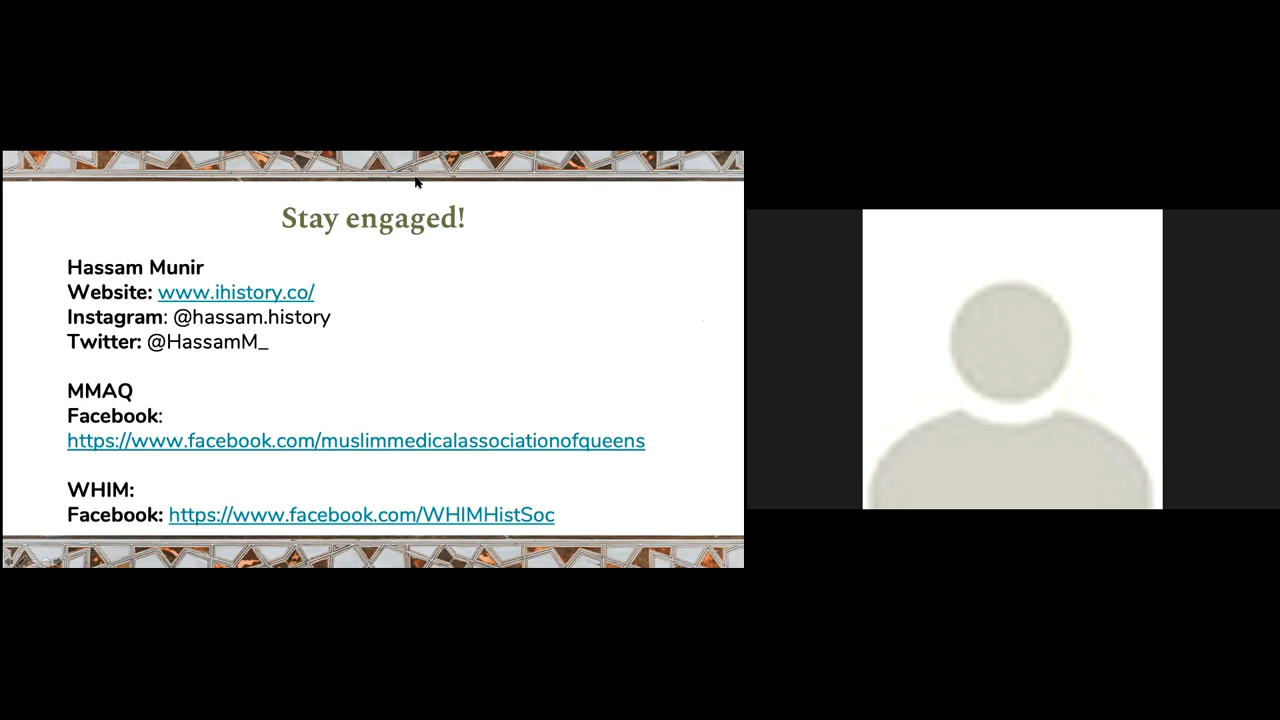 Stay engaged!
Hassam Munir
Website: www.ihistory.co/
Instagram: @hassam.history
Twitter: @HassamM_
MMAQ
Facebook:
https://www.facebook.com/muslimmedicalassociationofqueens
WHIM:
Facebook: https://www.facebook.com/WHIMHistSoc